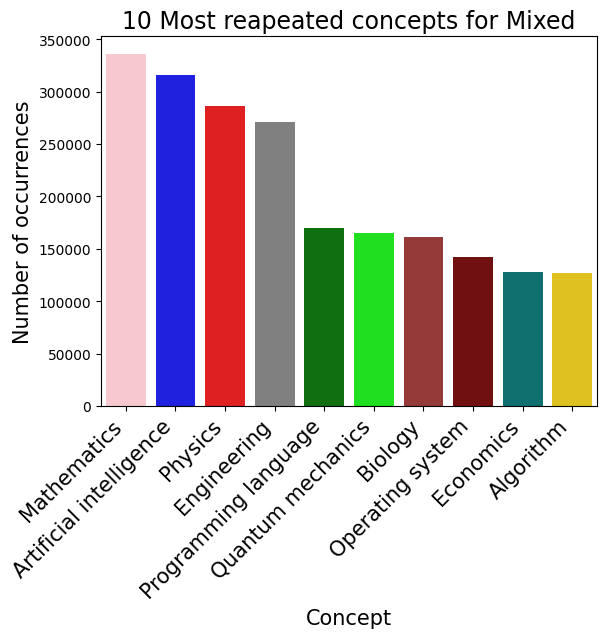 10 Most reapeated concepts for Mixed
Number of occurrences
350000
300000
250000
200000
150000
100000
50000
0
Mathematics
Artificial intelligence
Physics
Engineering
Programming language
Quantum mechanics
Biology
Operating system
Economics
Algorithm
Concept